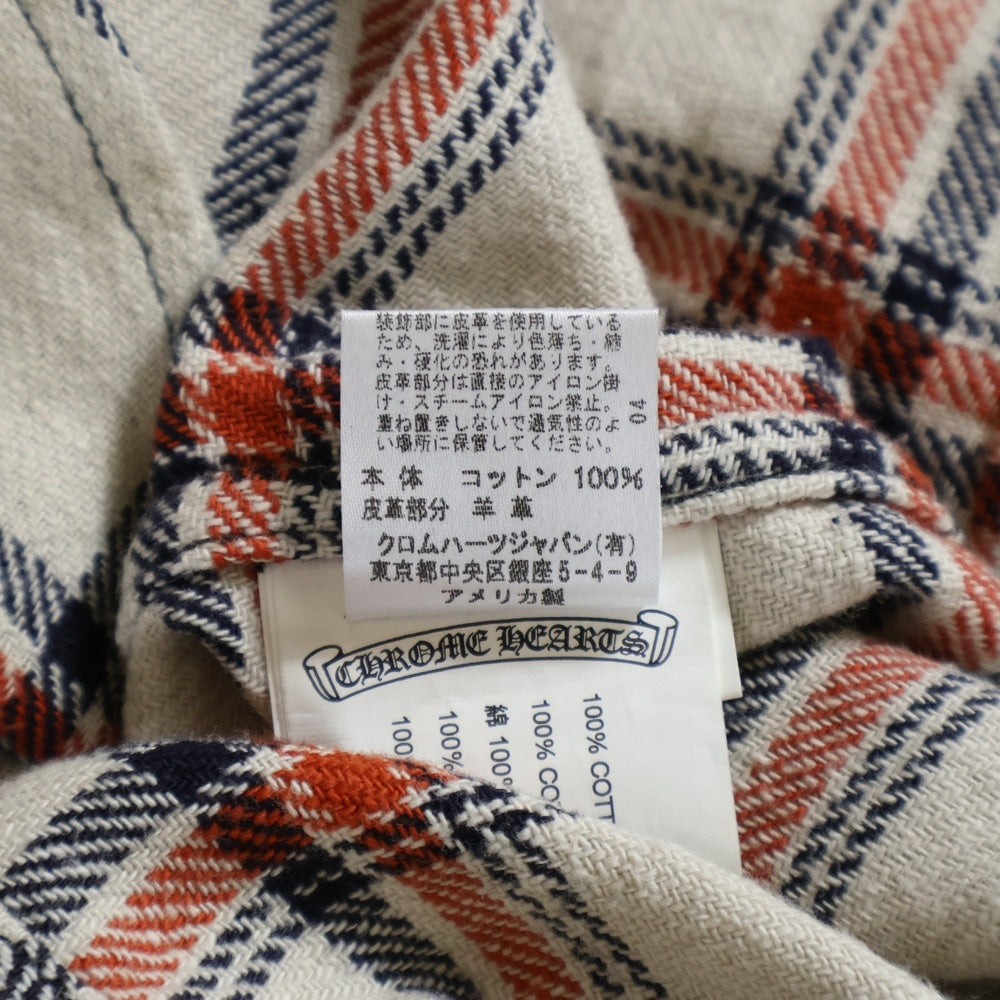 装飾部に皮革を使用している
ため、洗濯により色落ち・縮
み・硬化の恐れがあります。
皮革部分は直接のアイロン掛
け・スチームアイロン禁止。
重ね置きしないで通気性のよ
い場所に保管してください。
04
本体 コットン 100%
皮革部分 羊革
クロムハーツジャパン(有)
東京都中央区銀座5-4-9
アメリカ製
CHROME HEARTS
100% COTT
100% CO
綿 100%
100%
100